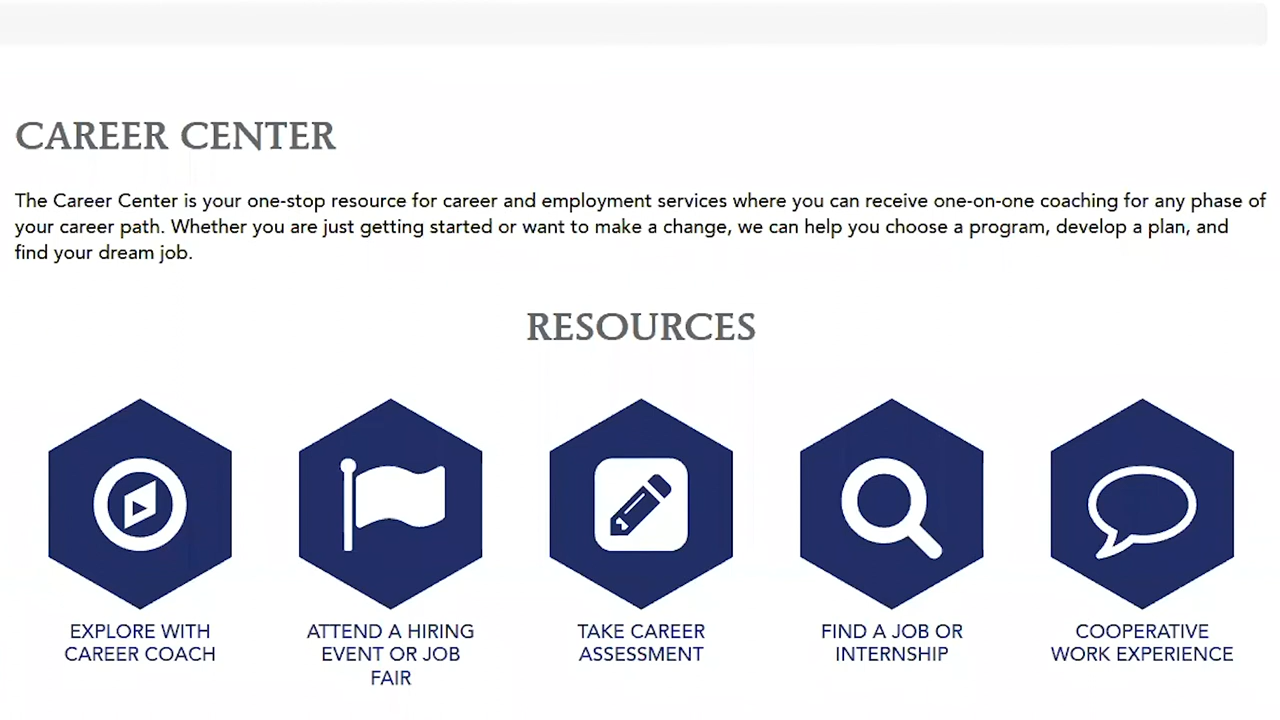 CAREER CENTER
The Career Center is your one-stop resource for career and employment services where you can receive one-on-one coaching for any phase of
your career path. Whether you are just getting started or want to make a change, we can help you choose a program, develop a plan, and
find your dream job.
RESOURCES
EXPLORE WITH
CAREER COACH
ATTEND A HIRING
EVENT OR JOB
FAIR
TAKE CAREER
ASSESSMENT
FIND A JOB OR
INTERNSHIP
COOPERATIVE
WORK EXPERIENCE